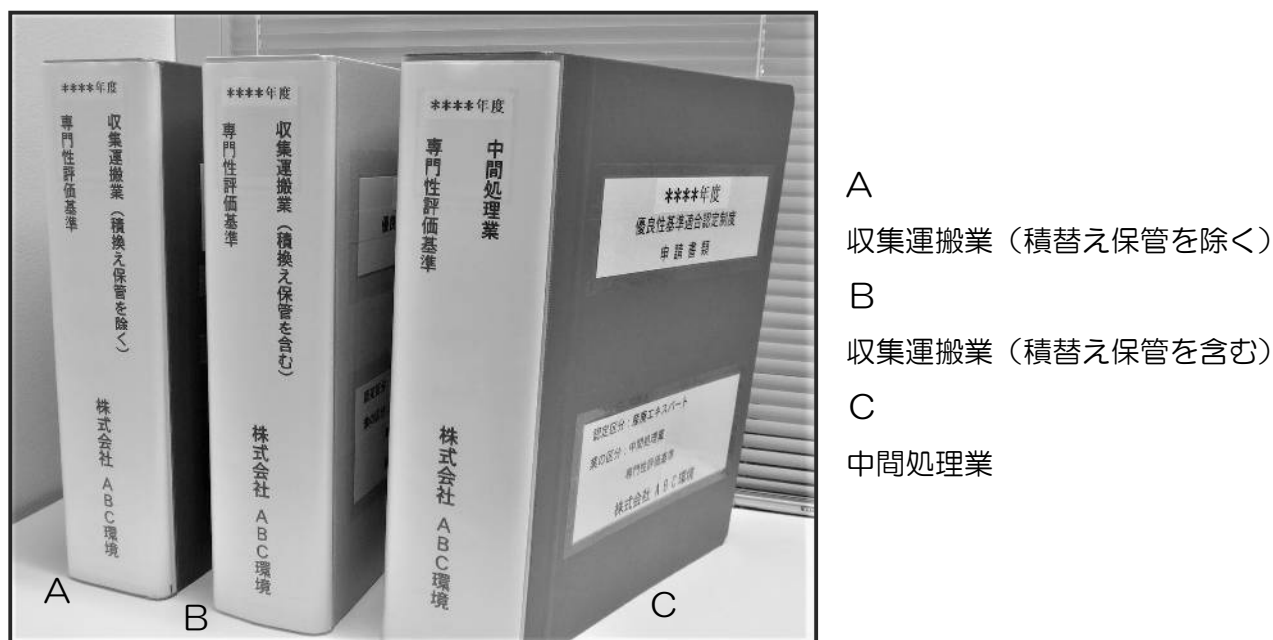 ****年度
収集運搬業（積換え保管を除く）
専門性評価基準
株式会社 ABC環境
A
****年度
収集運搬業（積換え保管を含む）
専門性評価基準
株式会社 ABC環境
B
****年度
中間処理業
専門性評価基準
株式会社 ABC環境
****年度
優良性基準適合認定制度
申請書類
認定区分：産廃エキスパート
業の区分：中間処理業
専門性評価基準
株式会社 ABC環境
C
A
収集運搬業（積替え保管を除く）
B
収集運搬業（積替え保管を含む）
C
中間処理業